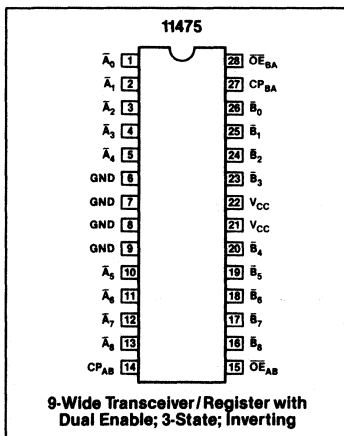 11475
Ā₀ 1 28 O̅E̅BA
Ā₁ 2 27 CPBA
Ā₂ 3 26 B̄₀
Ā₃ 4 25 B̄₁
Ā₄ 5 24 B̄₂
GND 6 23 B̄₃
GND 7 22 VCC
GND 8 21 VCC
GND 9 20 B̄₄
Ā₅ 10 19 B̄₅
Ā₆ 11 18 B̄₆
Ā₇ 12 17 B̄₇
Ā₈ 13 16 B̄₈
CPAB 14 15 O̅E̅AB
9-Wide Transceiver/Register with
Dual Enable; 3-State; Inverting